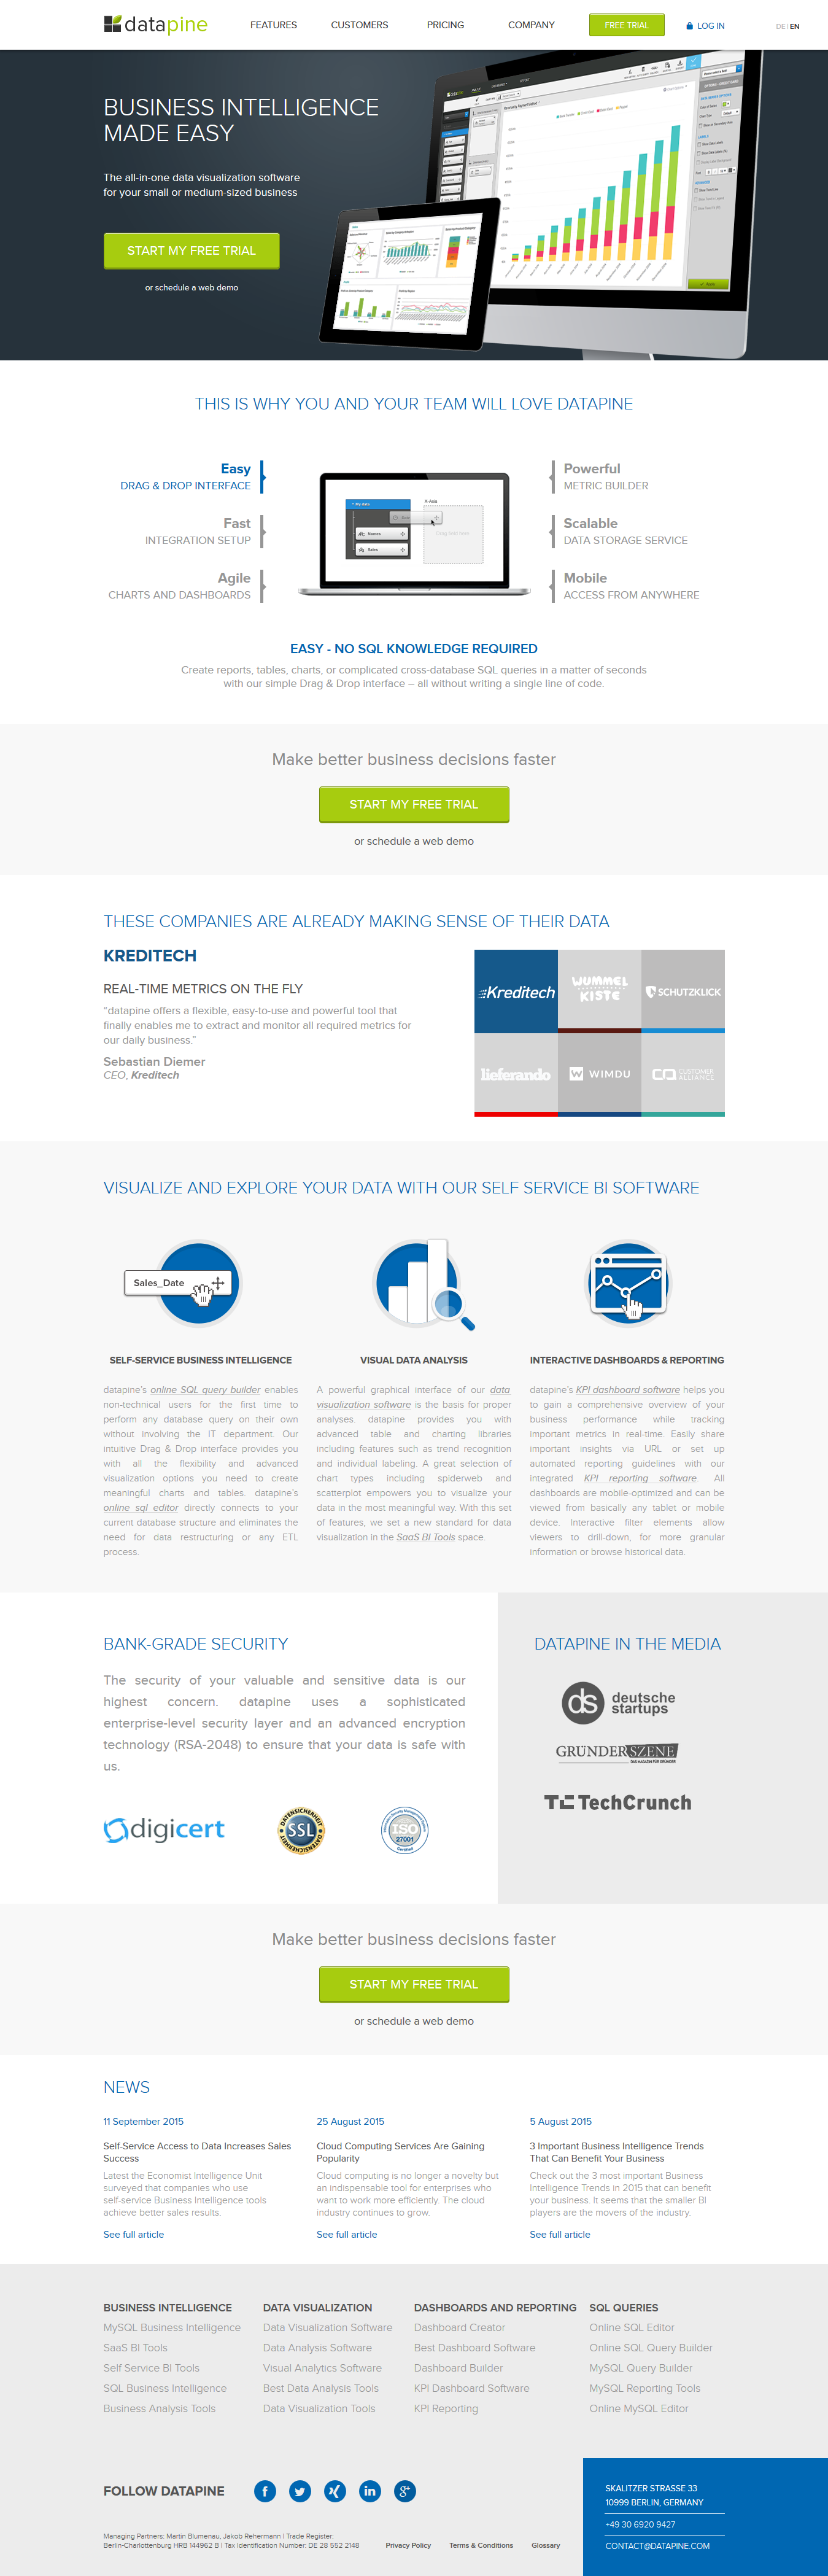 datapine
FEATURES
CUSTOMERS
PRICING
COMPANY
FREE TRIAL
LOG IN
DE | EN
BUSINESS INTELLIGENCE
MADE EASY
The all-in-one data visualization software
for your small or medium-sized business
START MY FREE TRIAL
or schedule a web demo
THIS IS WHY YOU AND YOUR TEAM WILL LOVE DATAPINE
Easy
DRAG & DROP INTERFACE
Fast
INTEGRATION SETUP
Agile
CHARTS AND DASHBOARDS
My data
X-Axis
Names
Sales
Powerful
METRIC BUILDER
Scalable
DATA STORAGE SERVICE
Mobile
ACCESS FROM ANYWHERE
EASY - NO SQL KNOWLEDGE REQUIRED
Create reports, tables, charts, or complicated cross-database SQL queries in a matter of seconds
with our simple Drag & Drop interface – all without writing a single line of code.
Make better business decisions faster
START MY FREE TRIAL
or schedule a web demo
THESE COMPANIES ARE ALREADY MAKING SENSE OF THEIR DATA
KREDITECH
REAL-TIME METRICS ON THE FLY
“datapine offers a flexible, easy-to-use and powerful tool that
finally enables me to extract and monitor all required metrics for
our daily business.”
Sebastian Diemer
CEO, Kreditech
Kreditech
WUMMEL
KISTE
SCHUTZKLICK
lieferando
WIMDU
CUSTOMER
ALLIANCE
VISUALIZE AND EXPLORE YOUR DATA WITH OUR SELF SERVICE BI SOFTWARE
Sales_Date
SELF-SERVICE BUSINESS INTELLIGENCE
datapine's online SQL query builder enables
non-technical users for the first time to
perform any database query on their own
without involving the IT department. Our
intuitive Drag & Drop interface provides you
with all the flexibility and advanced
visualization options you need to create
meaningful charts and tables. datapine's
online sql editor directly connects to your
current database structure and eliminates the
need for data restructuring or any ETL
process.
VISUAL DATA ANALYSIS
A powerful graphical interface of our data
visualization software is the basis for proper
analyses. datapine provides you with
advanced table and charting libraries
including features such as trend recognition
and individual labeling. A great selection of
chart types including spiderweb and
scatterplot empowers you to visualize your
data in the most meaningful way. With this set
of features, we set a new standard for data
visualization in the SaaS BI Tools space.
INTERACTIVE DASHBOARDS & REPORTING
datapine's KPI dashboard software helps you
to gain a comprehensive overview of your
business performance while tracking
important metrics in real-time. Easily share
important insights via URL or set up
automated reporting guidelines with our
integrated KPI reporting software. All
dashboards are mobile-optimized and can be
viewed from basically any tablet or mobile
device. Interactive filter elements allow
viewers to drill-down, for more granular
information or browse historical data.
BANK-GRADE SECURITY
The security of your valuable and sensitive data is our
highest concern. datapine uses a sophisticated
enterprise-level security layer and an advanced encryption
technology (RSA-2048) to ensure that your data is safe with
us.
digicert
DATENSICHERHEIT
SSL
DATENSICHERHEIT
ISO
27001
Certified
DATAPINE IN THE MEDIA
ds deutsche
startups
GRÜNDERSZENE
DAS MAGAZIN FÜR GRÜNDER
TechCrunch
Make better business decisions faster
START MY FREE TRIAL
or schedule a web demo
NEWS
11 September 2015
Self-Service Access to Data Increases Sales
Success
Latest the Economist Intelligence Unit
surveyed that companies who use
self-service Business Intelligence tools
achieve better sales results.
See full article
25 August 2015
Cloud Computing Services Are Gaining
Popularity
Cloud computing is no longer a novelty but
an indispensable tool for enterprises who
want to work more efficiently. The cloud
industry continues to grow.
See full article
5 August 2015
3 Important Business Intelligence Trends
That Can Benefit Your Business
Check out the 3 most important Business
Intelligence Trends in 2015 that can benefit
your business. It seems that the smaller BI
players are the movers of the industry.
See full article
BUSINESS INTELLIGENCE
MySQL Business Intelligence
SaaS BI Tools
Self Service BI Tools
SQL Business Intelligence
Business Analysis Tools
DATA VISUALIZATION
Data Visualization Software
Data Analysis Software
Visual Analytics Software
Best Data Analysis Tools
Data Visualization Tools
DASHBOARDS AND REPORTING
Dashboard Creator
Best Dashboard Software
Dashboard Builder
KPI Dashboard Software
KPI Reporting
SQL QUERIES
Online SQL Editor
Online SQL Query Builder
MySQL Query Builder
MySQL Reporting Tools
Online MySQL Editor
FOLLOW DATAPINE
SKALITZER STRASSE 33
10999 BERLIN, GERMANY
+49 30 6920 9427
CONTACT@DATAPINE.COM
Managing Partners: Martin Blumenau, Jakob Rehermann | Trade Register:
Berlin-Charlottenburg HRB 144962 B | Tax Identification Number: DE 28 552 2148
Privacy Policy
Terms & Conditions
Glossary